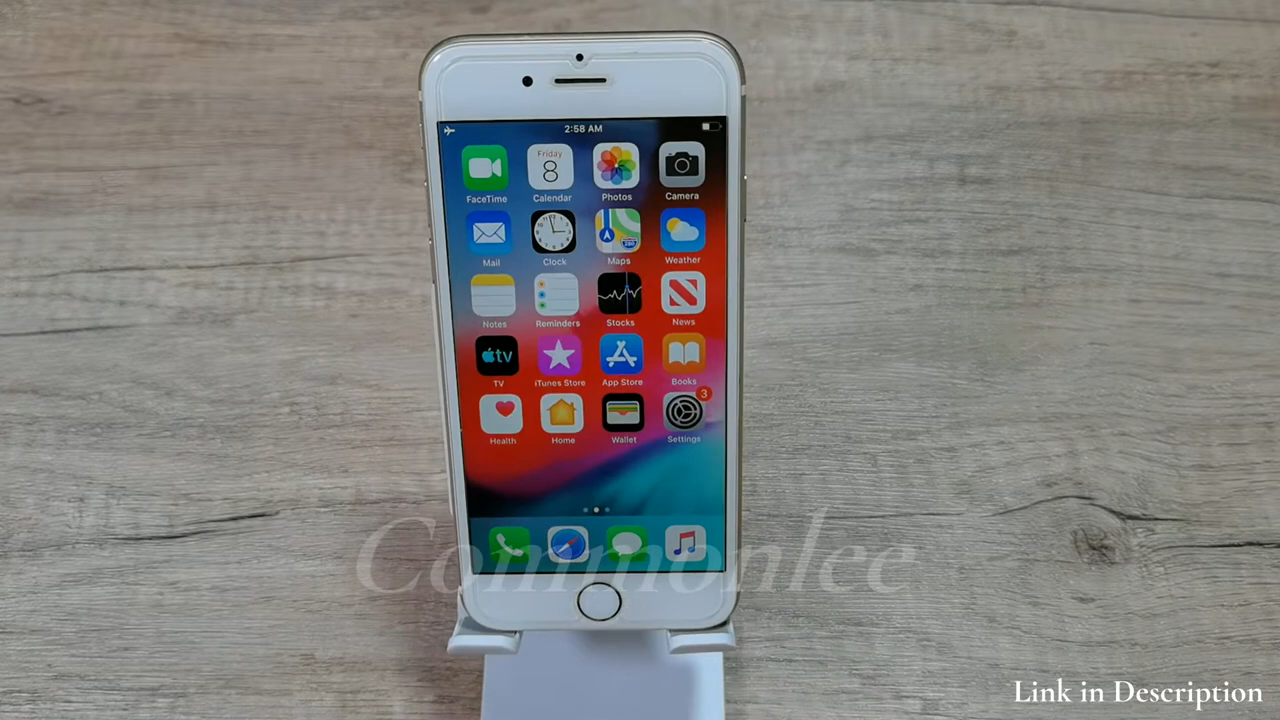 2:58 AM
Friday
8
FaceTime
Calendar
Photos
Camera
Mail
Clock
Maps
Weather
Notes
Reminders
Stocks
News
tv
TV
iTunes Store
App Store
Books
3
Health
Home
Wallet
Settings
Commonlee
Link in Description